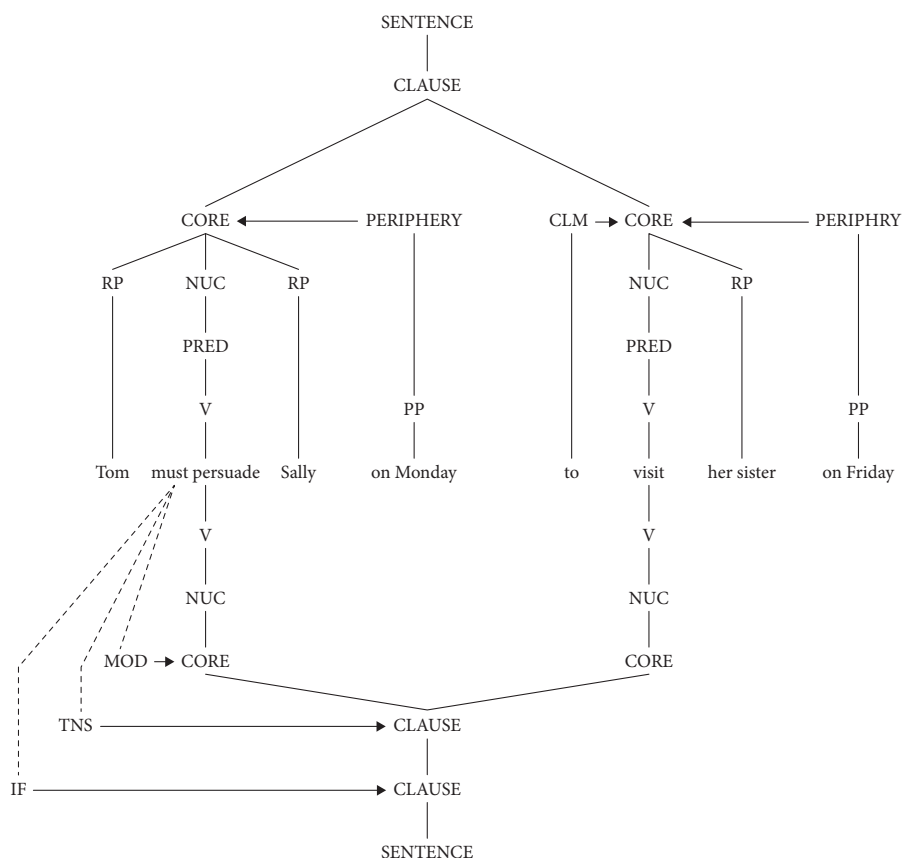 SENTENCE
CLAUSE
CORE PERIPHERY CLM CORE PERIPHRY
RP NUC RP NUC RP
PRED PRED
V PP V PP
Tom must persuade Sally on Monday to visit her sister on Friday
V V
NUC NUC
MOD CORE CORE
TNS CLAUSE
IF CLAUSE
SENTENCE